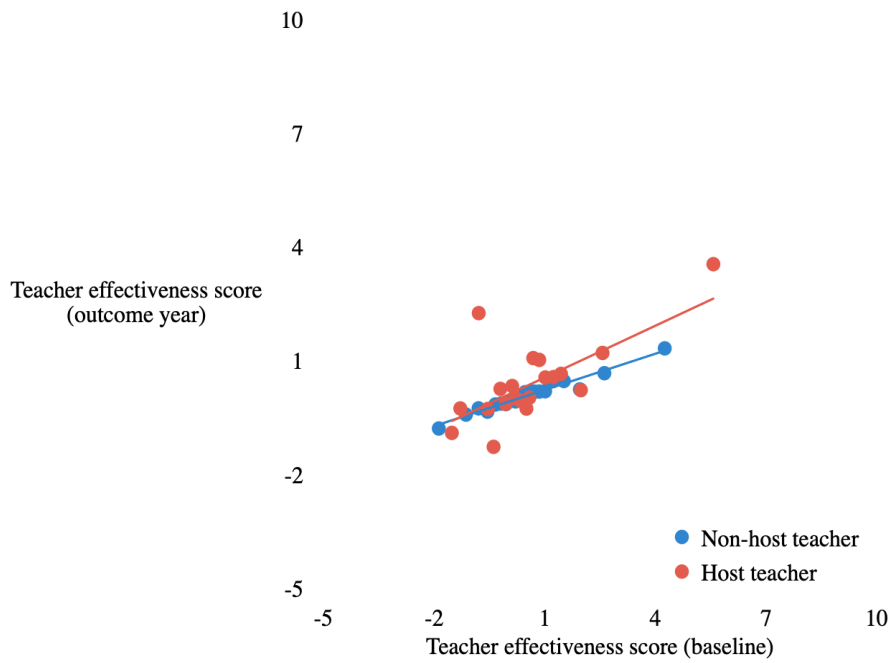 10
7
4
Teacher effectiveness score
(outcome year)
1
-2
Non-host teacher
Host teacher
-5
-5 -2 1 4 7 10
Teacher effectiveness score (baseline)